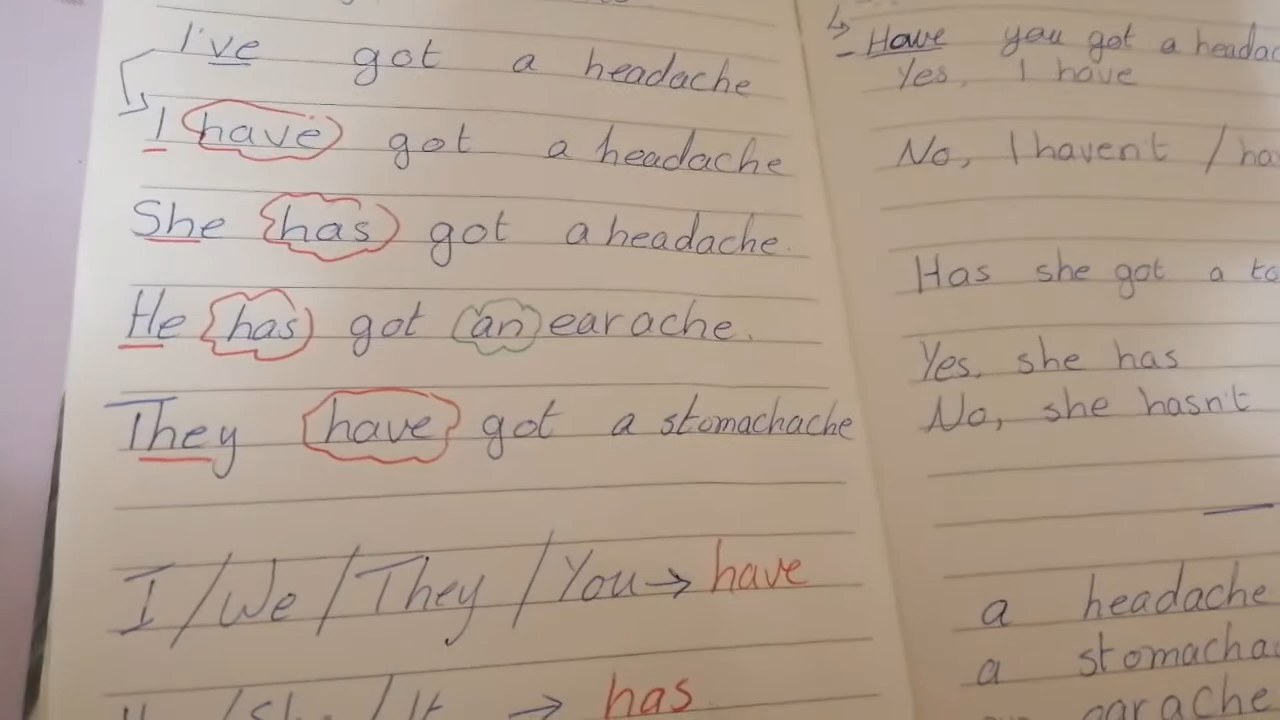 I've got a headache
I have got a headache
She has got a headache.
He has got an earache.
They have got a stomachache
I/We/They/You → have
/ It → has
↳
- Have you got a
Yes, I have
No, I havent /
Has she got a
Yes, she has
No, she hasn't
a headache
a
earache